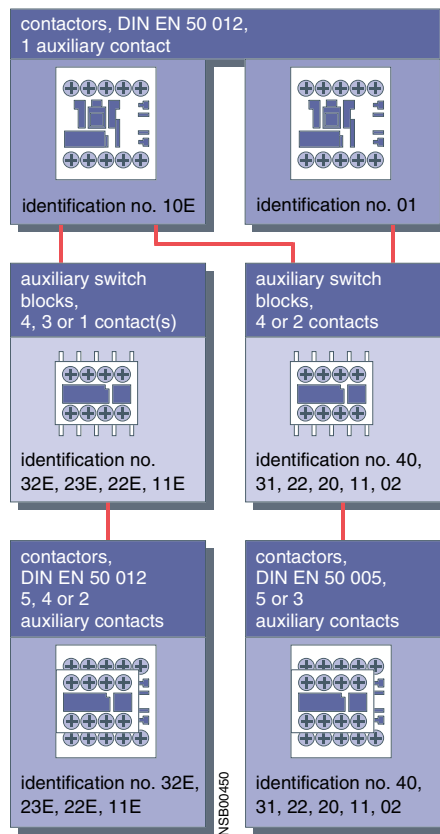 contactors, DIN EN 50 012,
1 auxiliary contact
identification no. 10E
identification no. 01
auxiliary switch
blocks,
4, 3 or 1 contact(s)
auxiliary switch
blocks,
4 or 2 contacts
identification no.
32E, 23E, 22E, 11E
identification no. 40,
31, 22, 20, 11, 02
contactors,
DIN EN 50 012
5, 4 or 2
auxiliary contacts
contactors,
DIN EN 50 005,
5 or 3
auxiliary contacts
identification no. 32E,
23E, 22E, 11E
identification no. 40,
31, 22, 20, 11, 02
NSB00450